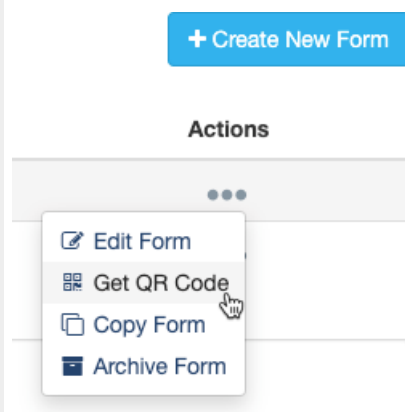 + Create New Form
Actions
Edit Form
Get QR Code
Copy Form
Archive Form